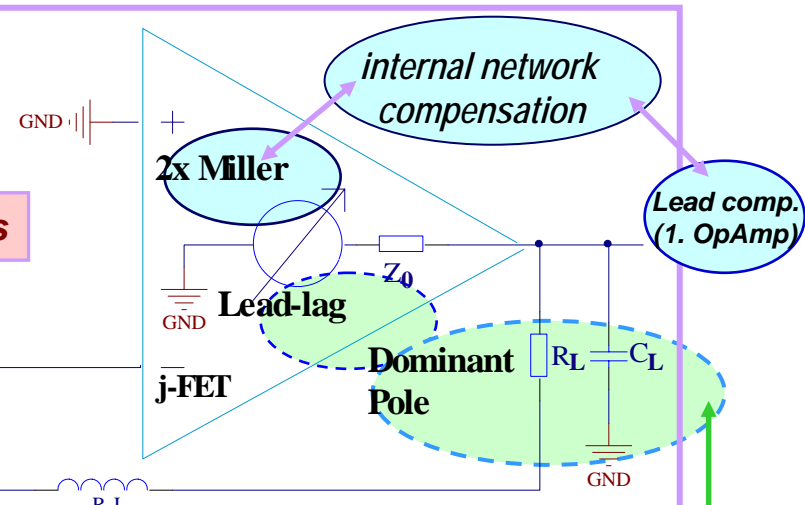 internal network
compensation
GND
+
2x Miller
Lead comp.
(1. OpAmp)
s
Z0
GND
Lead-lag
Dominant
Pole
RL
CL
j-FET
GND